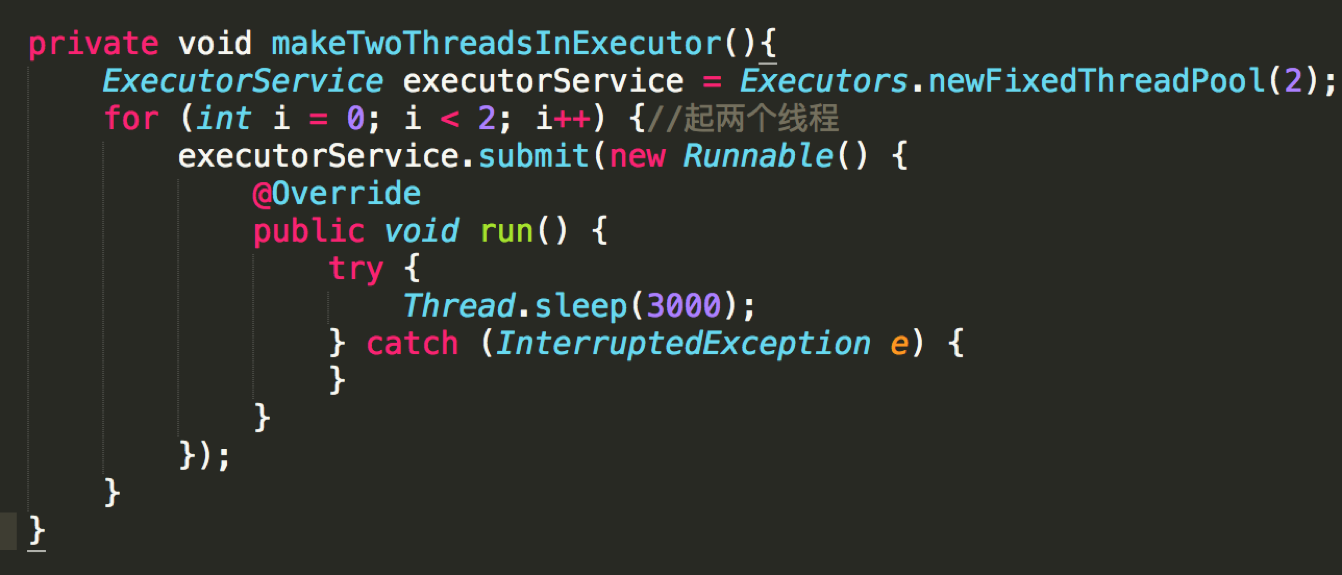 private void makeTwoThreadsInExecutor(){
    ExecutorService executorService = Executors.newFixedThreadPool(2);
    for (int i = 0; i < 2; i++) {//起两个线程
        executorService.submit(new Runnable() {
            @Override
            public void run() {
                try {
                    Thread.sleep(3000);
                } catch (InterruptedException e) {
                }
            }
        });
    }
}